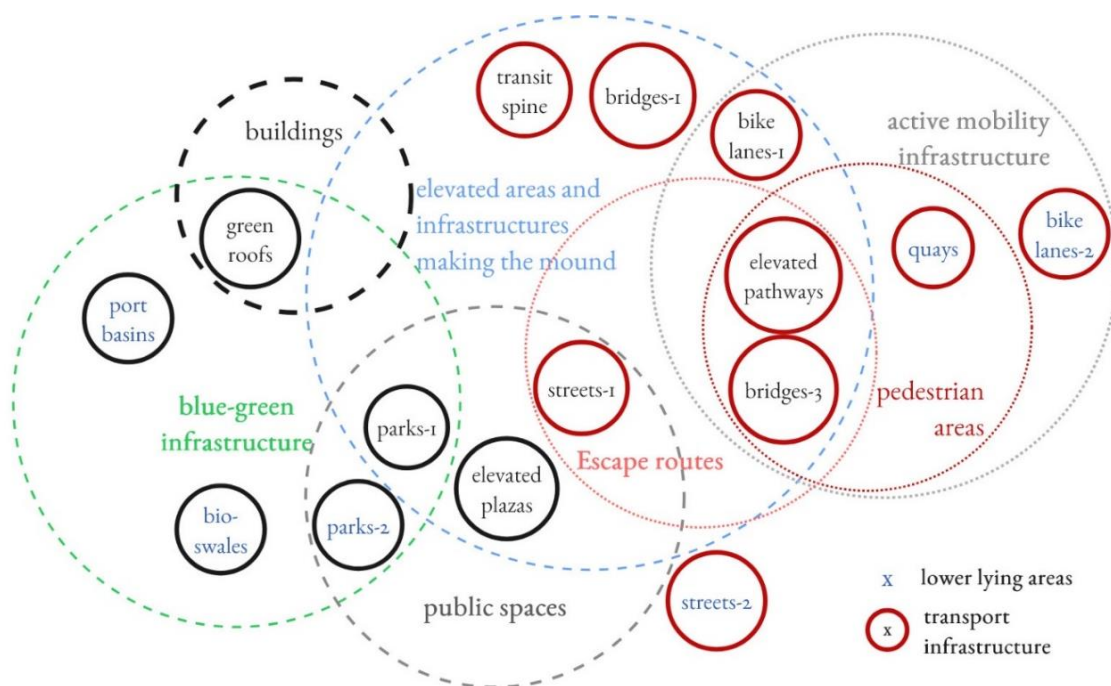 transit
spine
bridges-1
bike
lanes-1
active mobility
infrastructure
buildings
elevated areas and
infrastructures
making the mound
green
roofs
elevated
pathways
quays
bike
lanes-2
port
basins
blue-green
infrastructure
parks-1
streets-1
bridges-3
pedestrian
areas
Escape routes
elevated
plazas
bio-
swales
parks-2
public spaces
streets-2
x lower lying areas
x transport
infrastructure